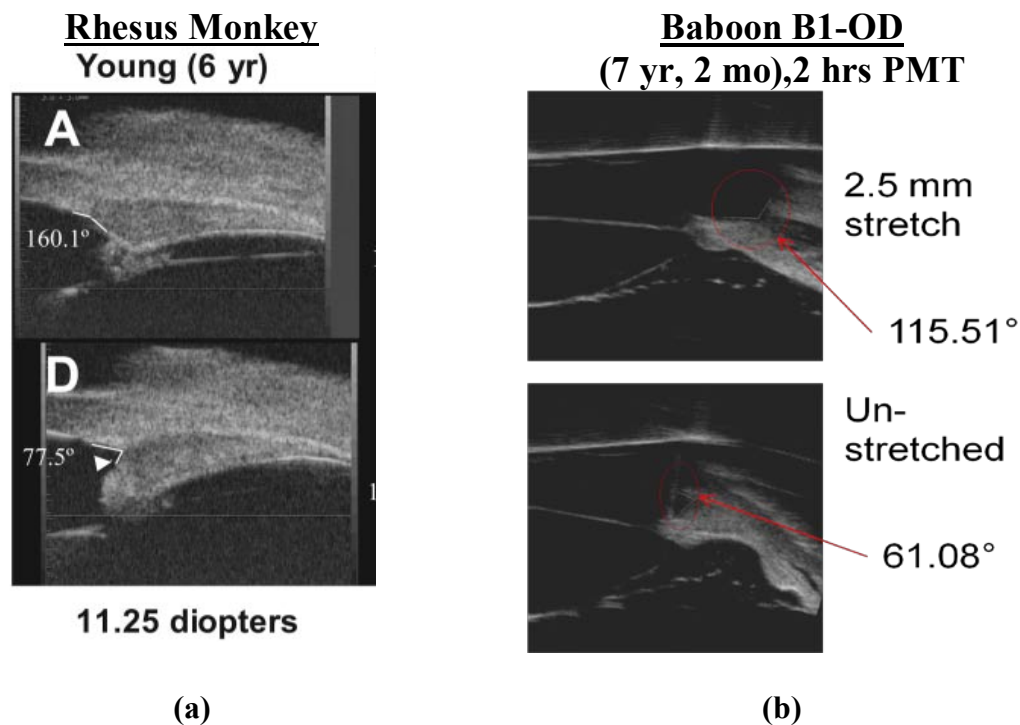 Rhesus Monkey
Young (6 yr)
A
160.1°
D
77.5°
11.25 diopters
(a)
Baboon B1-OD
(7 yr, 2 mo),2 hrs PMT
2.5 mm
stretch
115.51°
Un-
stretched
61.08°
(b)